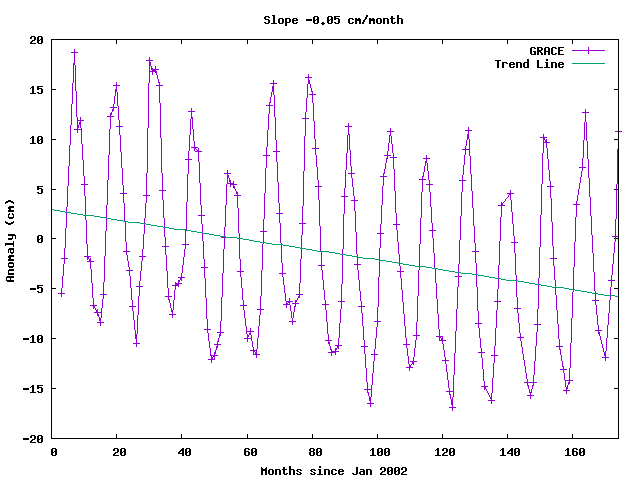 Slope -0.05 cm/month
20
15
10
5
0
-5
-10
-15
-20
Anomaly (cm)
GRACE
Trend Line
0 20 40 60 80 100 120 140 160
Months since Jan 2002